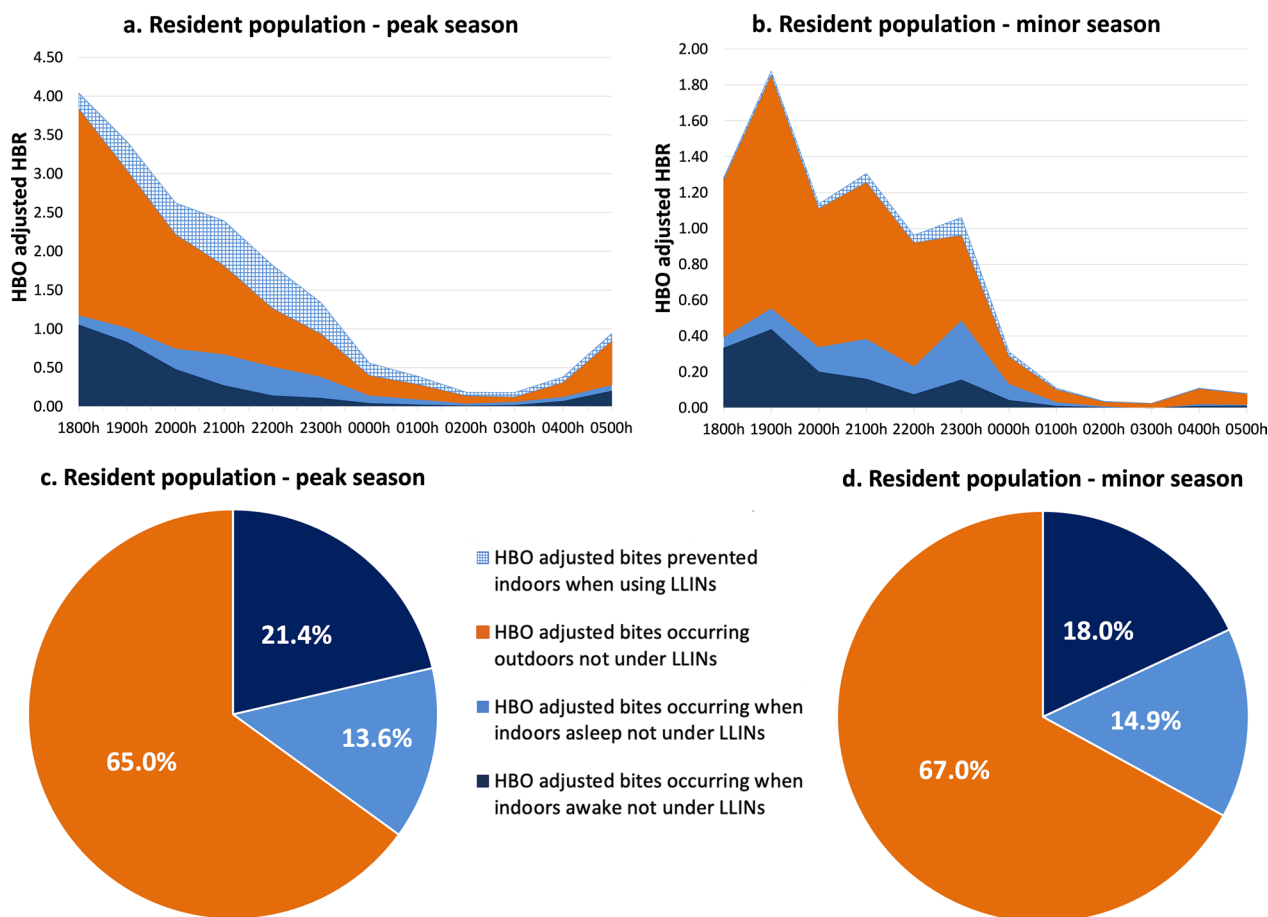 a. Resident population - peak season
HBO adjusted HBR
4.50
4.00
3.50
3.00
2.50
2.00
1.50
1.00
0.50
0.00
1800h 1900h 2000h 2100h 2200h 2300h 0000h 0100h 0200h 0300h 0400h 0500h
b. Resident population - minor season
HBO adjusted HBR
2.00
1.80
1.60
1.40
1.20
1.00
0.80
0.60
0.40
0.20
0.00
1800h 1900h 2000h 2100h 2200h 2300h 0000h 0100h 0200h 0300h 0400h 0500h
c. Resident population - peak season
21.4%
13.6%
65.0%
HBO adjusted bites prevented
indoors when using LLINs
HBO adjusted bites occurring
outdoors not under LLINs
HBO adjusted bites occurring when
indoors asleep not under LLINs
HBO adjusted bites occurring when
indoors awake not under LLINs
d. Resident population - minor season
18.0%
14.9%
67.0%